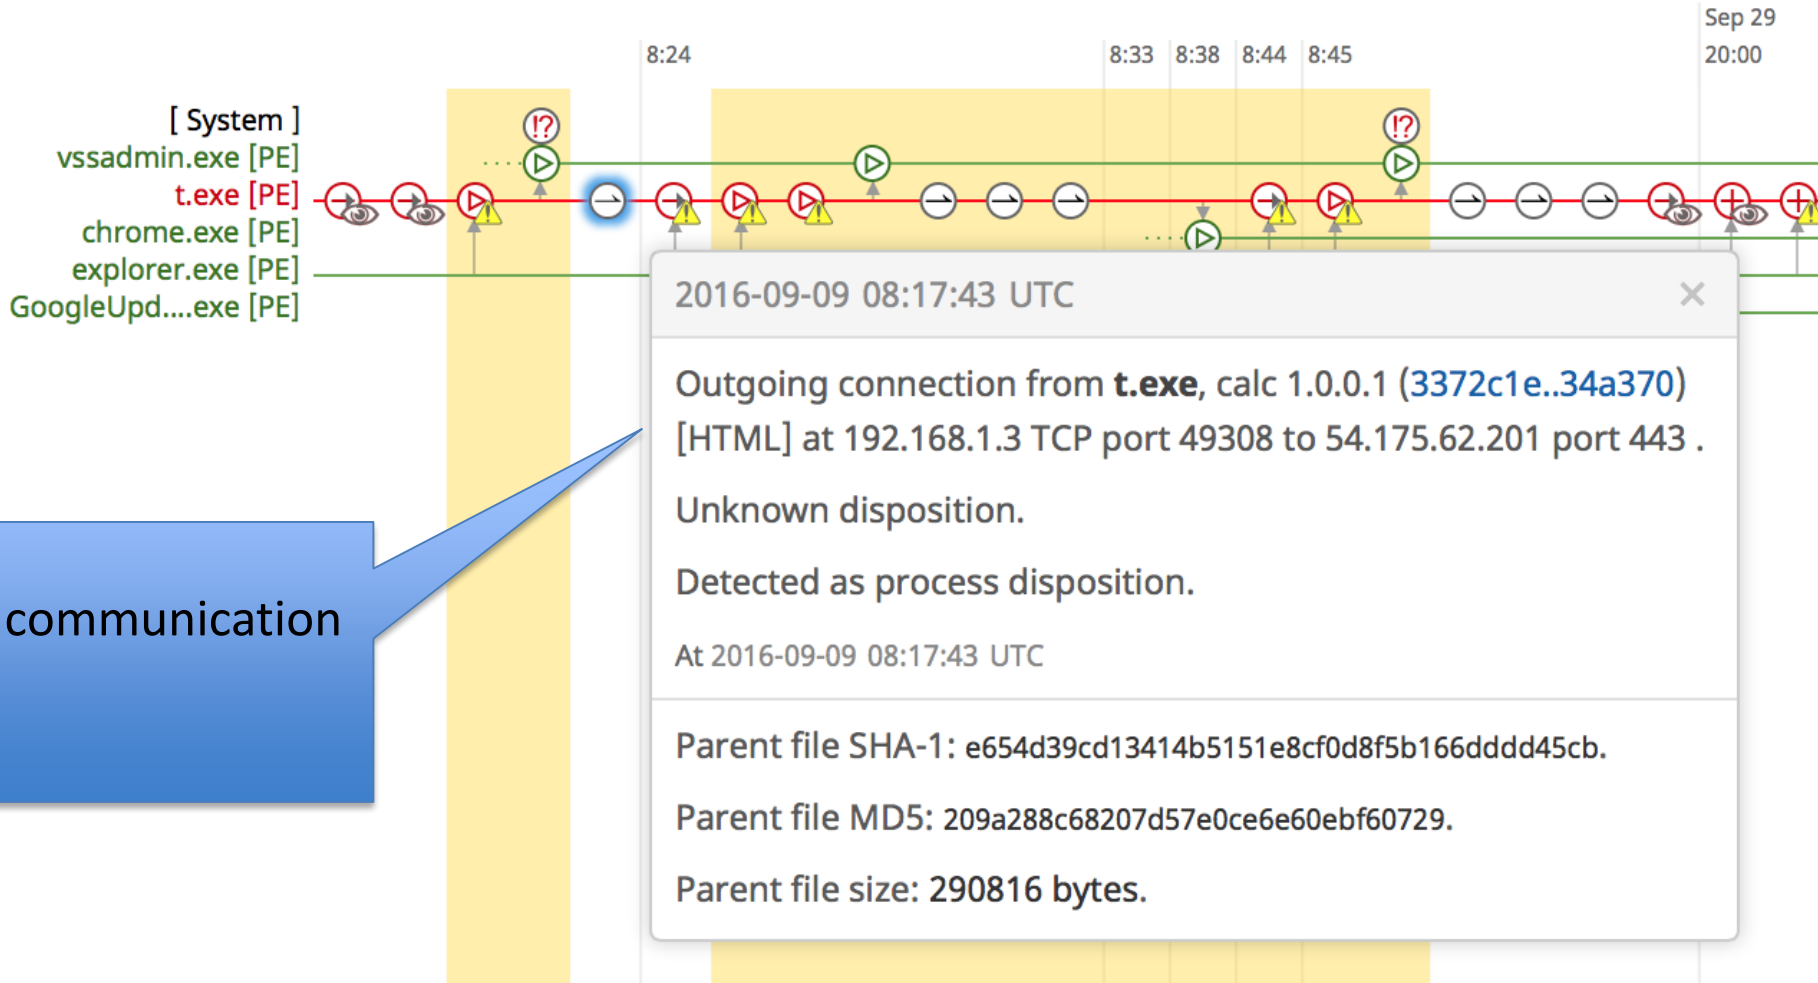 Sep 29
8:24 8:33 8:38 8:44 8:45 20:00
[ System ]
vssadmin.exe [PE]
t.exe [PE]
chrome.exe [PE]
explorer.exe [PE]
GoogleUpd....exe [PE]
!? !?
2016-09-09 08:17:43 UTC ×
Outgoing connection from t.exe, calc 1.0.0.1 (3372c1e..34a370)
[HTML] at 192.168.1.3 TCP port 49308 to 54.175.62.201 port 443 .
Unknown disposition.
Detected as process disposition.
At 2016-09-09 08:17:43 UTC
Parent file SHA-1: e654d39cd13414b5151e8cf0d8f5b166dddd45cb.
Parent file MD5: 209a288c68207d57e0ce6e60ebf60729.
Parent file size: 290816 bytes.
communication